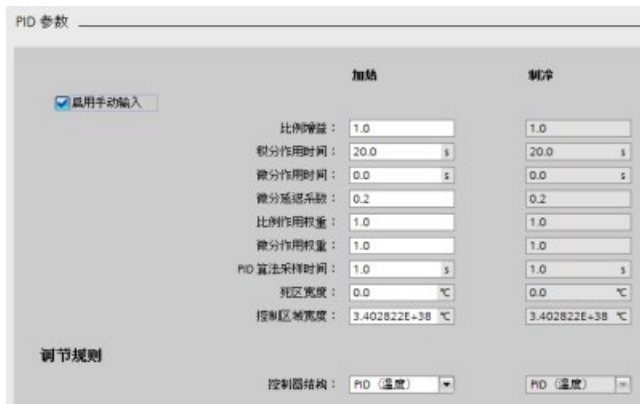 PID 参数
加热 制冷
启用手动输入
比例增益： 1.0 1.0
积分作用时间： 20.0 s 20.0 s
微分作用时间： 0.0 s 0.0 s
微分延迟系数： 0.2 0.2
比例作用权重： 1.0 1.0
微分作用权重： 1.0 1.0
PID 算法采样时间： 1.0 s 1.0 s
死区宽度： 0.0 ℃ 0.0 ℃
控制区域宽度： 3.402822E+38 ℃ 3.402822E+38 ℃
调节规则
控制器结构： PID（温度） PID（温度）